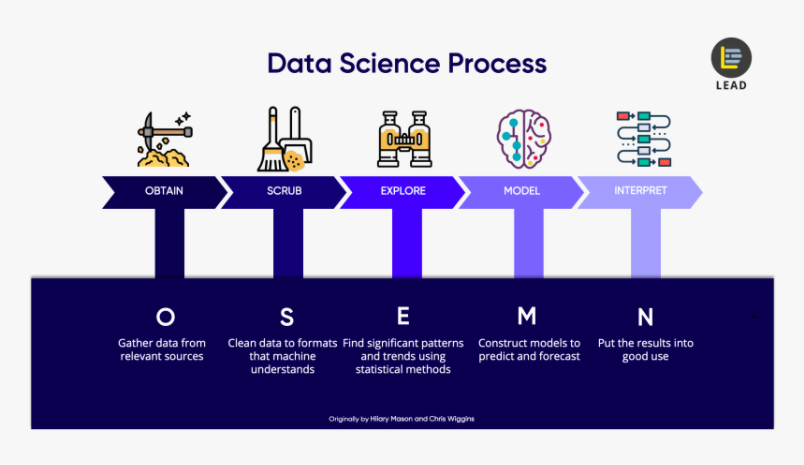 Data Science Process
LEAD
OBTAIN
SCRUB
EXPLORE
MODEL
INTERPRET
O
Gather data from
relevant sources
S
Clean data to formats
that machine
understands
E
Find significant patterns
and trends using
statistical methods
M
Construct models to
predict and forecast
N
Put the results into
good use
Originally by Hilary Mason and Chris Wiggins